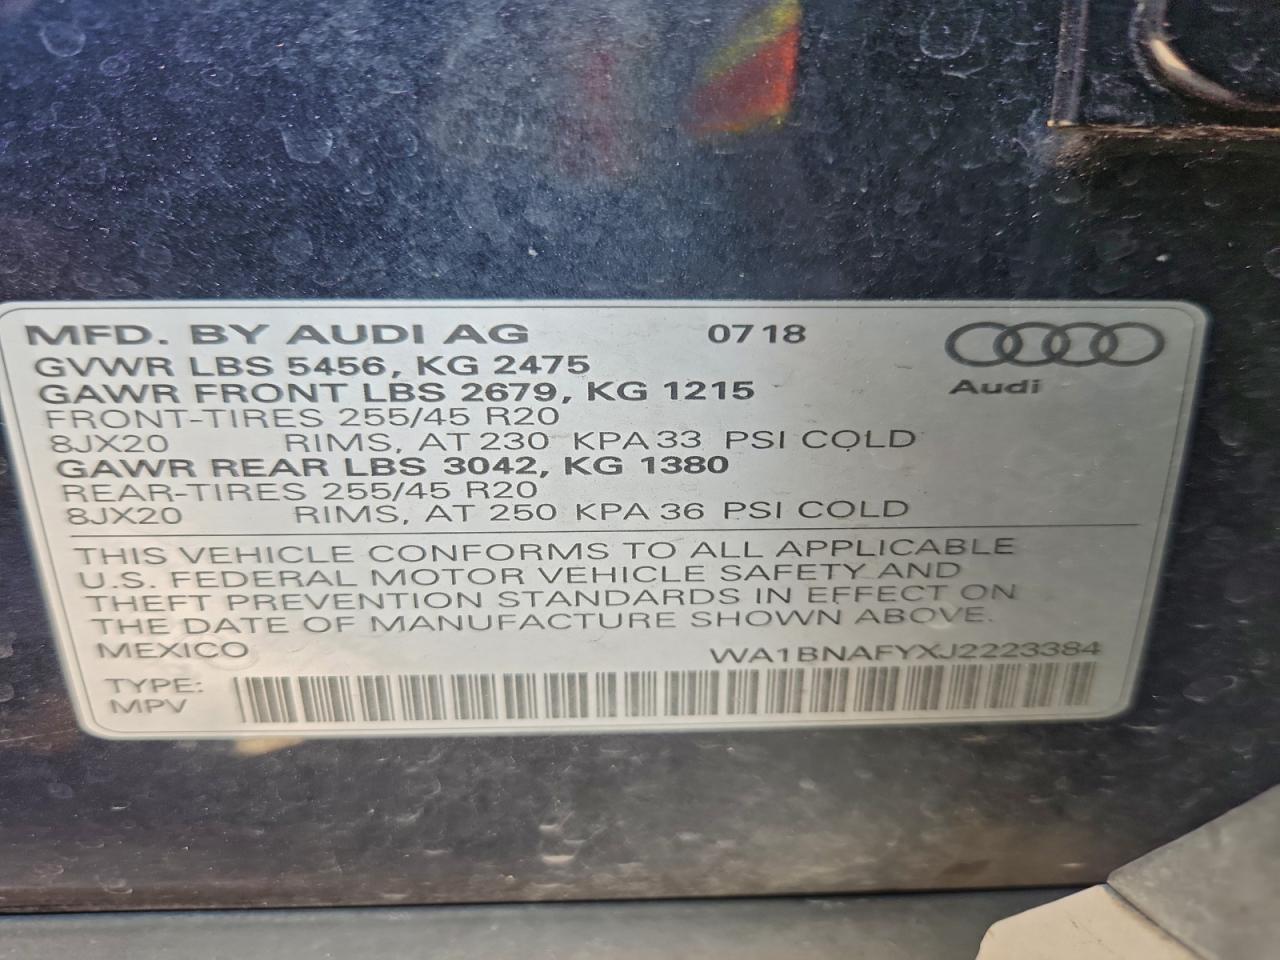 MFD. BY AUDI AG 0718
GVWR LBS 5456, KG 2475
GAWR FRONT LBS 2679, KG 1215
Audi
FRONT-TIRES 255/45 R20
8JX20 RIMS, AT 230 KPA 33 PSI COLD
GAWR REAR LBS 3042, KG 1380
REAR-TIRES 255/45 R20
8JX20 RIMS, AT 250 KPA 36 PSI COLD
THIS VEHICLE CONFORMS TO ALL APPLICABLE
U.S. FEDERAL MOTOR VEHICLE SAFETY AND
THEFT PREVENTION STANDARDS IN EFFECT ON
THE DATE OF MANUFACTURE SHOWN ABOVE.
MEXICO WA1BNAFYXJ2223384
TYPE:
MPV